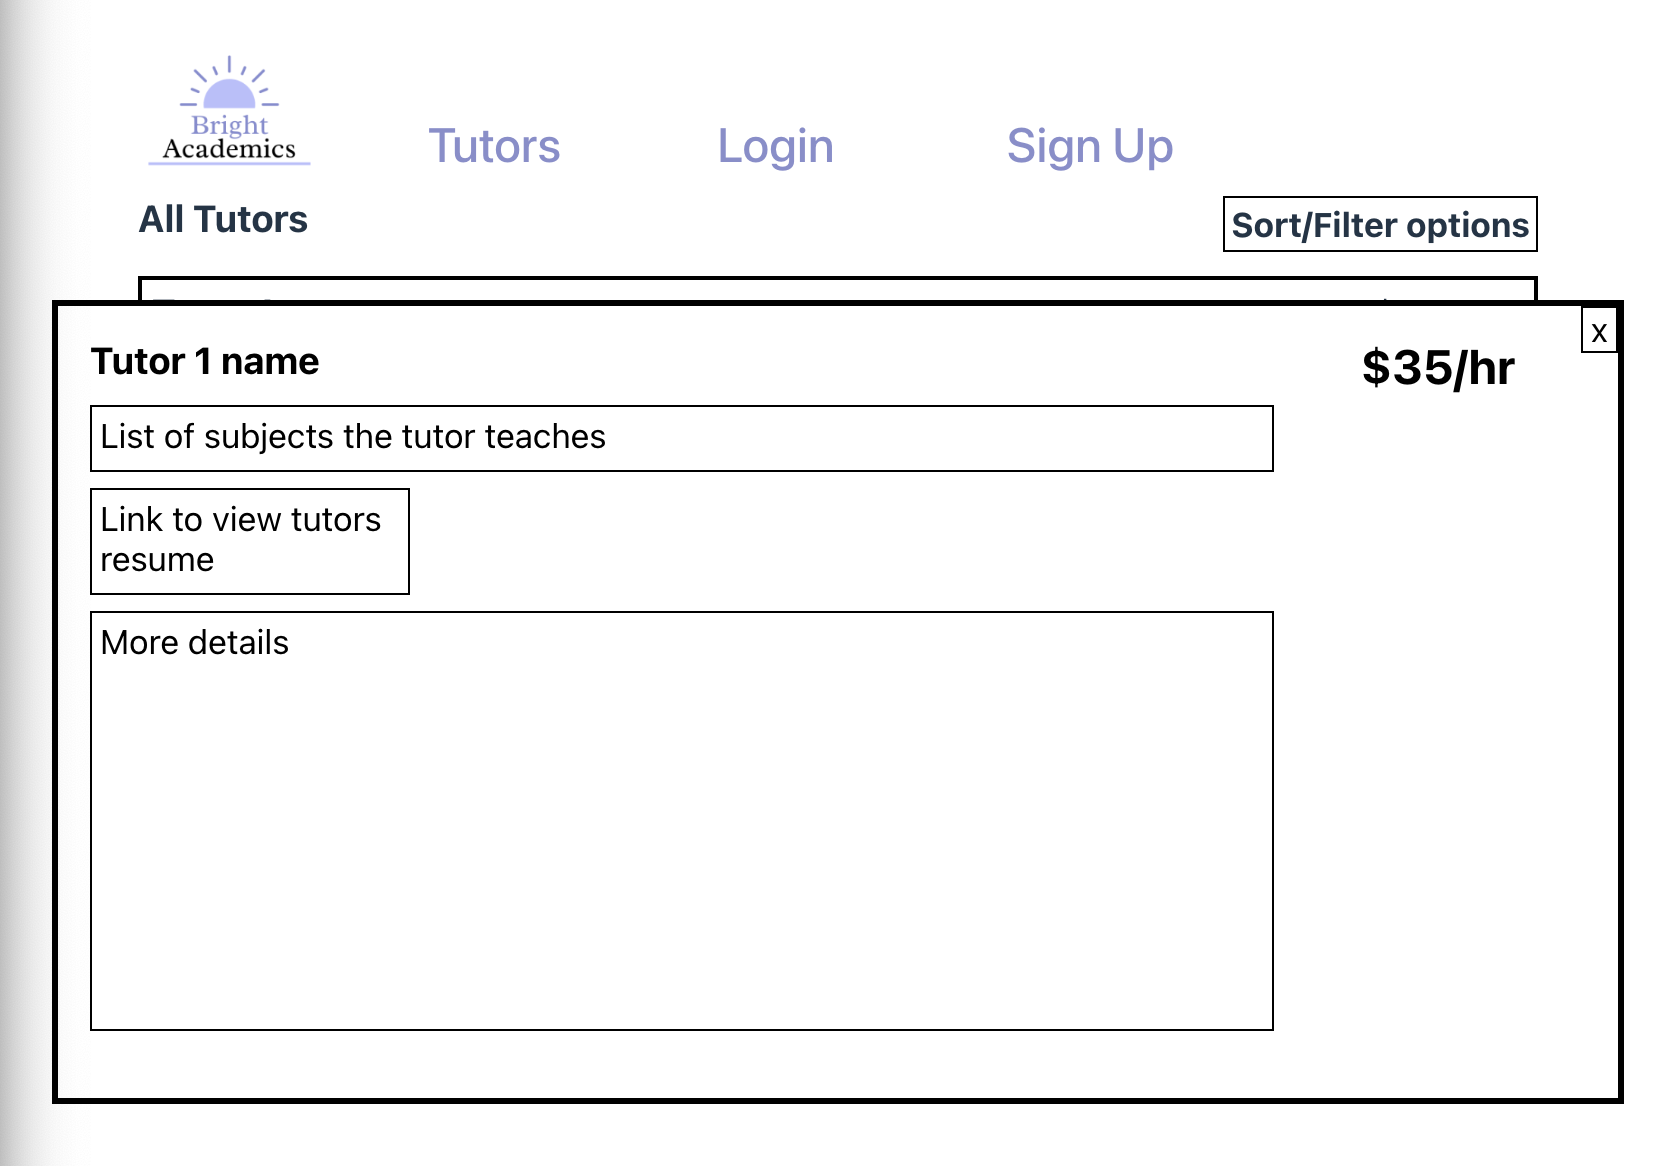 Bright
Academics
Tutors
Login
Sign Up
All Tutors
Sort/Filter options
x
Tutor 1 name
$35/hr
List of subjects the tutor teaches
Link to view tutors
resume
More details